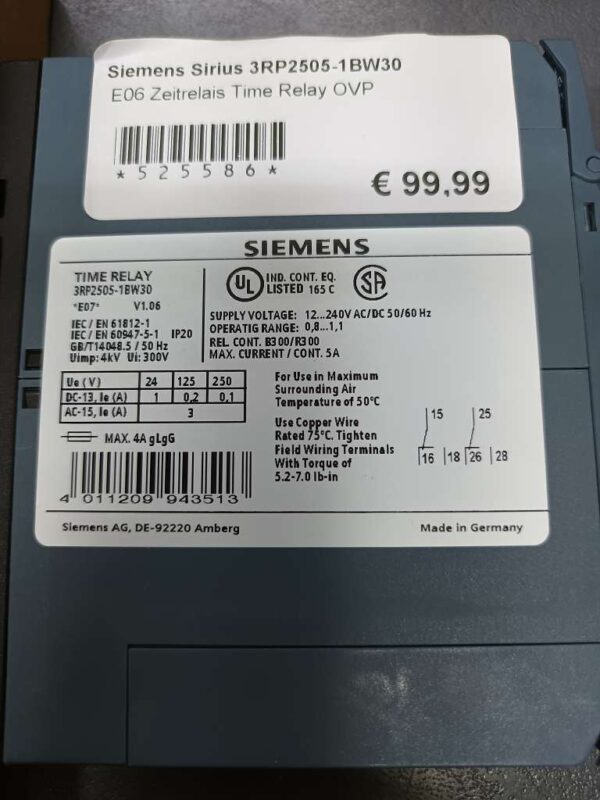 Siemens Sirius 3RP2505-1BW30
E06 Zeitrelais Time Relay OVP
*525586*
€ 99,99
SIEMENS
TIME RELAY
3RP2505-1BW30
*E07* V1.06
IEC / EN 61812-1
IEC / EN 60947-5-1 IP20
GB/T14048.5 / 50 Hz
Uimp: 4kV Ui: 300V
UL IND. CONT. EQ.
LISTED 165 C
SA
SUPPLY VOLTAGE: 12...240V AC/DC 50/60 Hz
OPERATIG RANGE: 0,8...1,1
REL. CONT. B300/R300
MAX. CURRENT / CONT. 5A
Ue (V) 24 125 250
DC-13, Ie (A) 1 0,2 0,1
AC-15, Ie (A) 3
MAX. 4A gLgG
For Use in Maximum
Surrounding Air
Temperature of 50°C
Use Copper Wire
Rated 75°C. Tighten
Field Wiring Terminals
With Torque of
5.2-7.0 lb-in
15 25
16 18 26 28
4 011209 943513
Siemens AG, DE-92220 Amberg
Made in Germany